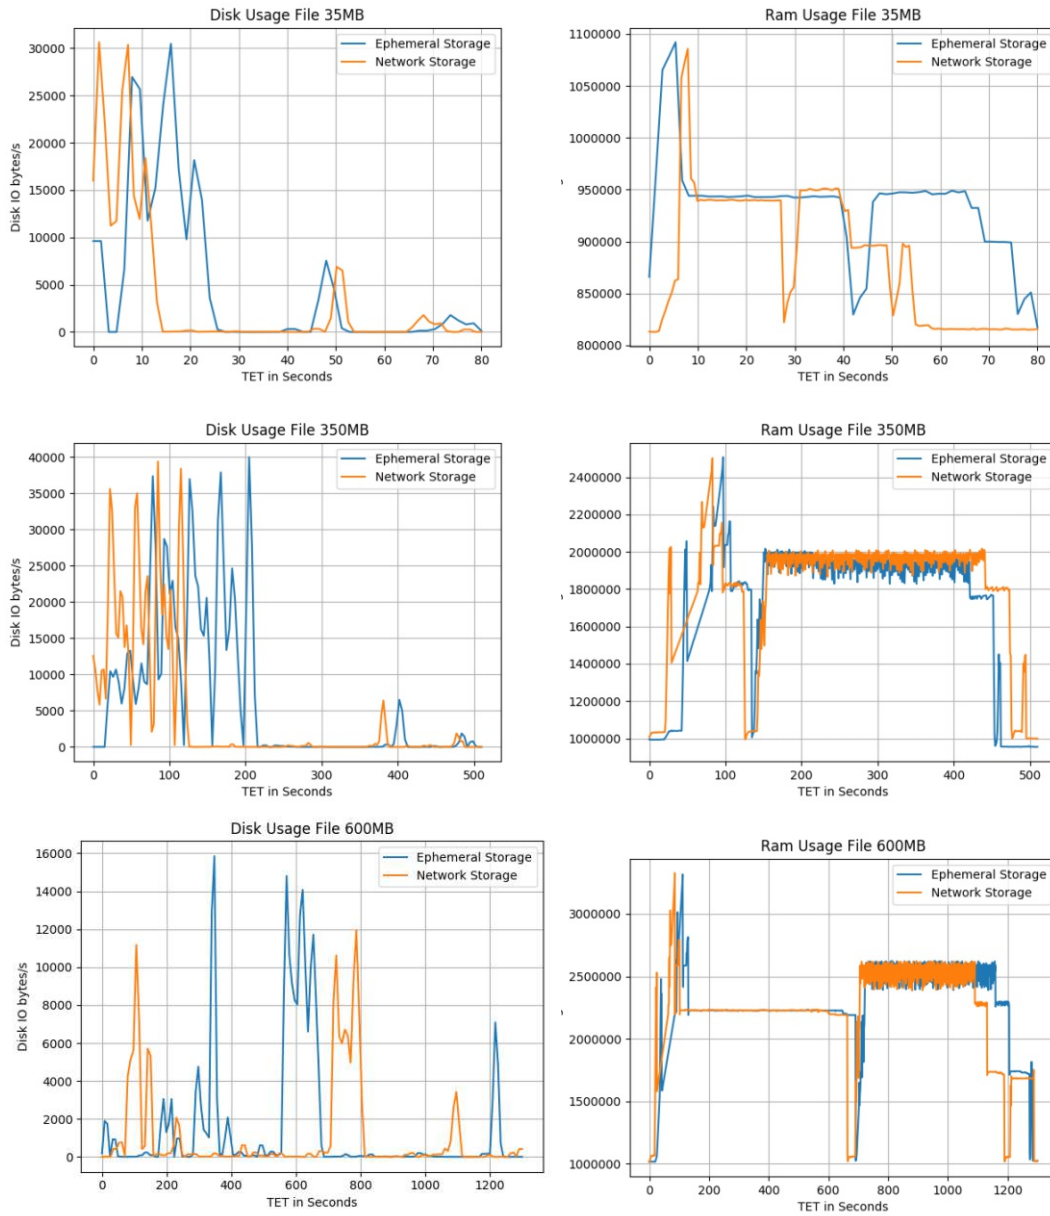 Disk Usage File 35MB
Ephemeral Storage
Network Storage
Disk IO bytes/s
30000
25000
20000
15000
10000
5000
0
0 10 20 30 40 50 60 70 80
TET in Seconds
Ram Usage File 35MB
Ephemeral Storage
Network Storage
1100000
1050000
1000000
950000
900000
850000
800000
0 10 20 30 40 50 60 70 80
TET in Seconds
Disk Usage File 350MB
Ephemeral Storage
Network Storage
Disk IO bytes/s
40000
35000
30000
25000
20000
15000
10000
5000
0
0 100 200 300 400 500
TET in Seconds
Ram Usage File 350MB
Ephemeral Storage
Network Storage
2400000
2200000
2000000
1800000
1600000
1400000
1200000
1000000
0 100 200 300 400 500
TET in Seconds
Disk Usage File 600MB
Ephemeral Storage
Network Storage
Disk IO bytes/s
16000
14000
12000
10000
8000
6000
4000
2000
0
0 200 400 600 800 1000 1200
TET in Seconds
Ram Usage File 600MB
Ephemeral Storage
Network Storage
3000000
2500000
2000000
1500000
1000000
0 200 400 600 800 1000 1200
TET in Seconds